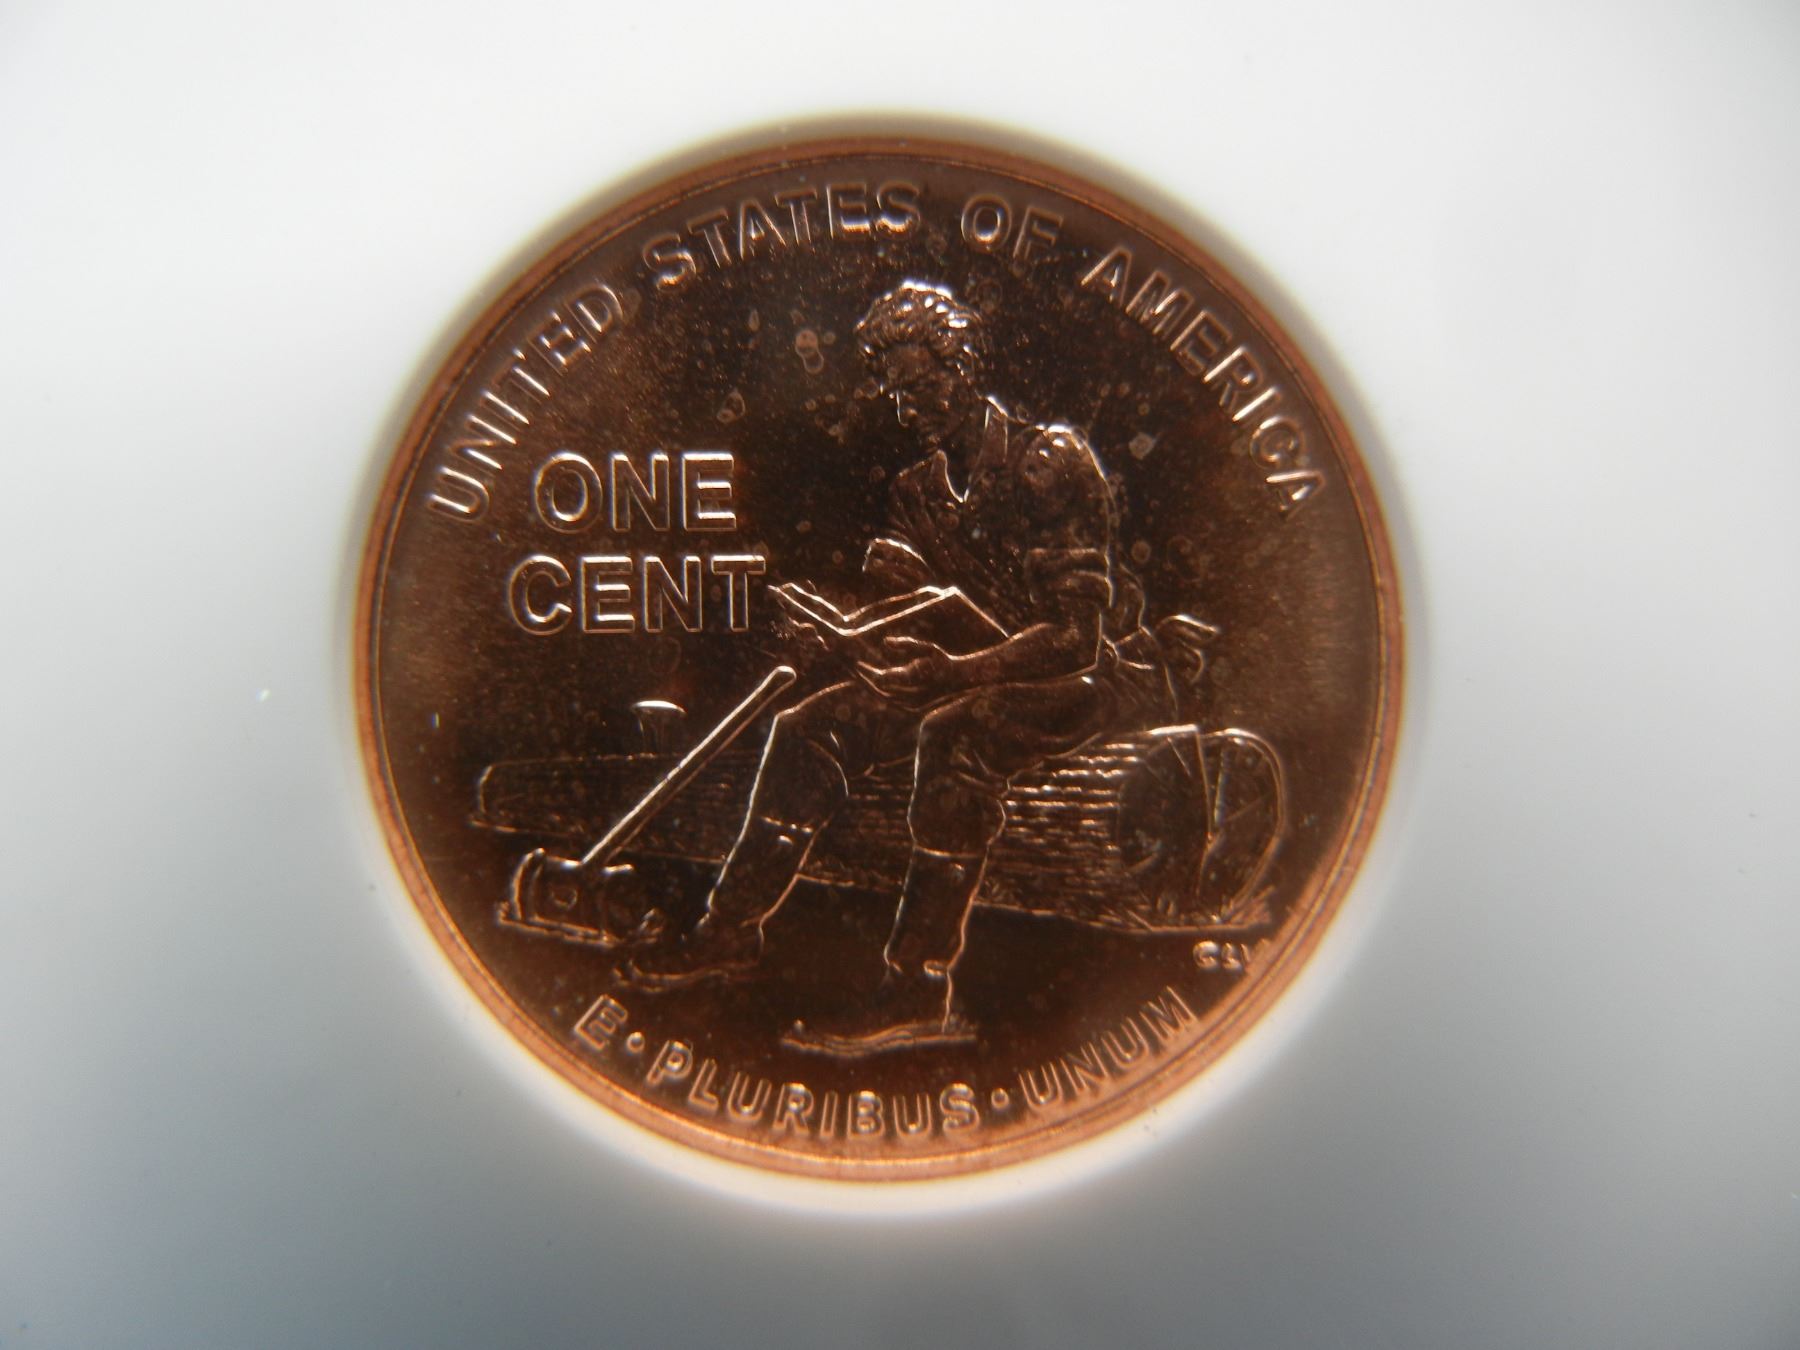 UNITED STATES OF AMERICA
ONE
CENT
E·PLURIBUS·UNUM